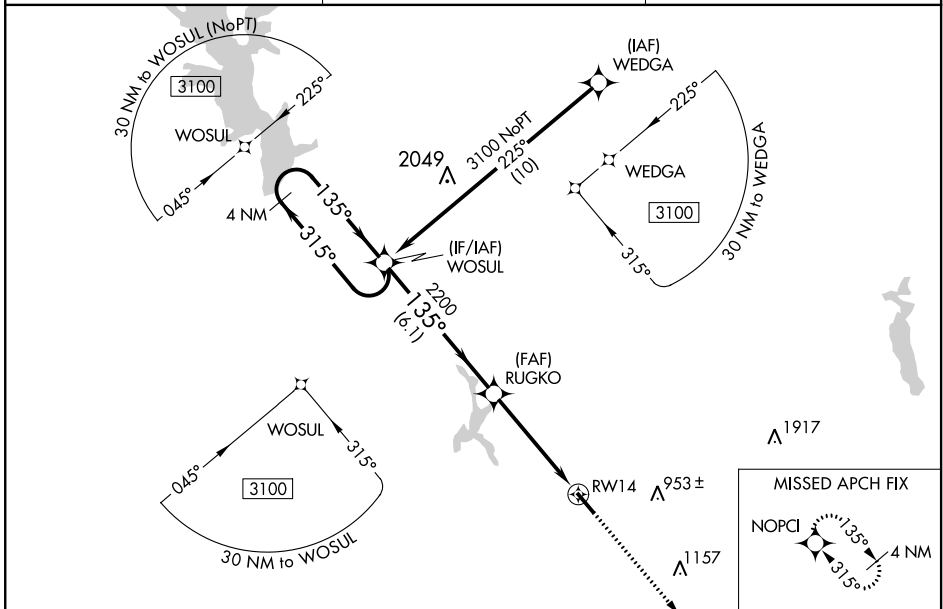 30 NM to WOSUL (NoPT)
3100
225°
WOSUL
045°
(IAF)
WEDGA
3100 NoPT
225°
(10)
2049
225°
WEDGA
3100
315°
30 NM to WEDGA
4 NM
135°
315°
(IF/IAF)
WOSUL
2200
135°
(6.1)
(FAF)
RUGKO
WOSUL
045°
315°
3100
30 NM to WOSUL
1917
RW14
953 ±
1157
MISSED APCH FIX
NOPCI
135°
4 NM
315°